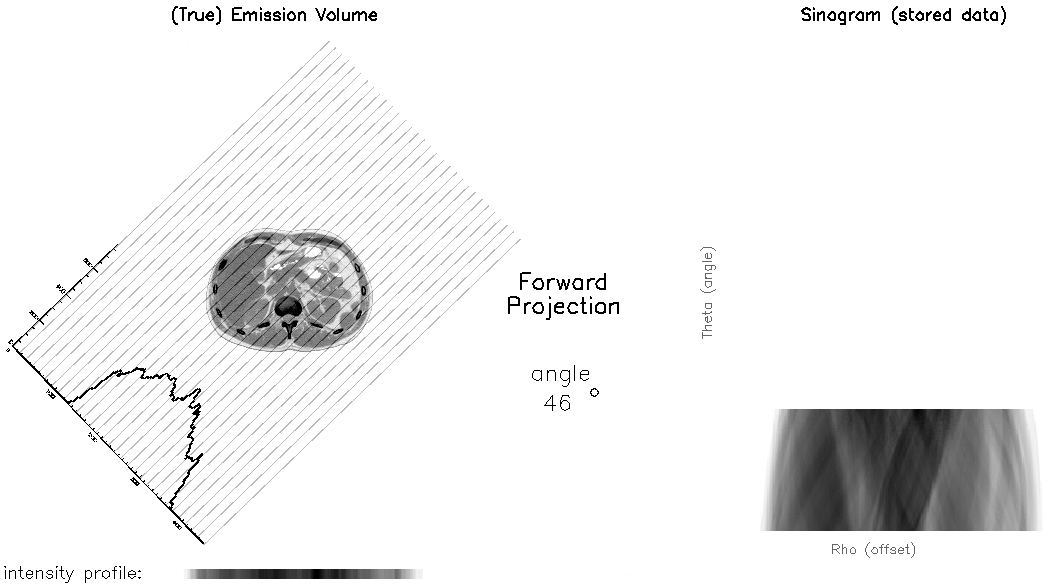 (True) Emission Volume
Sinogram (stored data)
Forward
Projection
angle
46°
Theta (angle)
Rho (offset)
intensity profile: